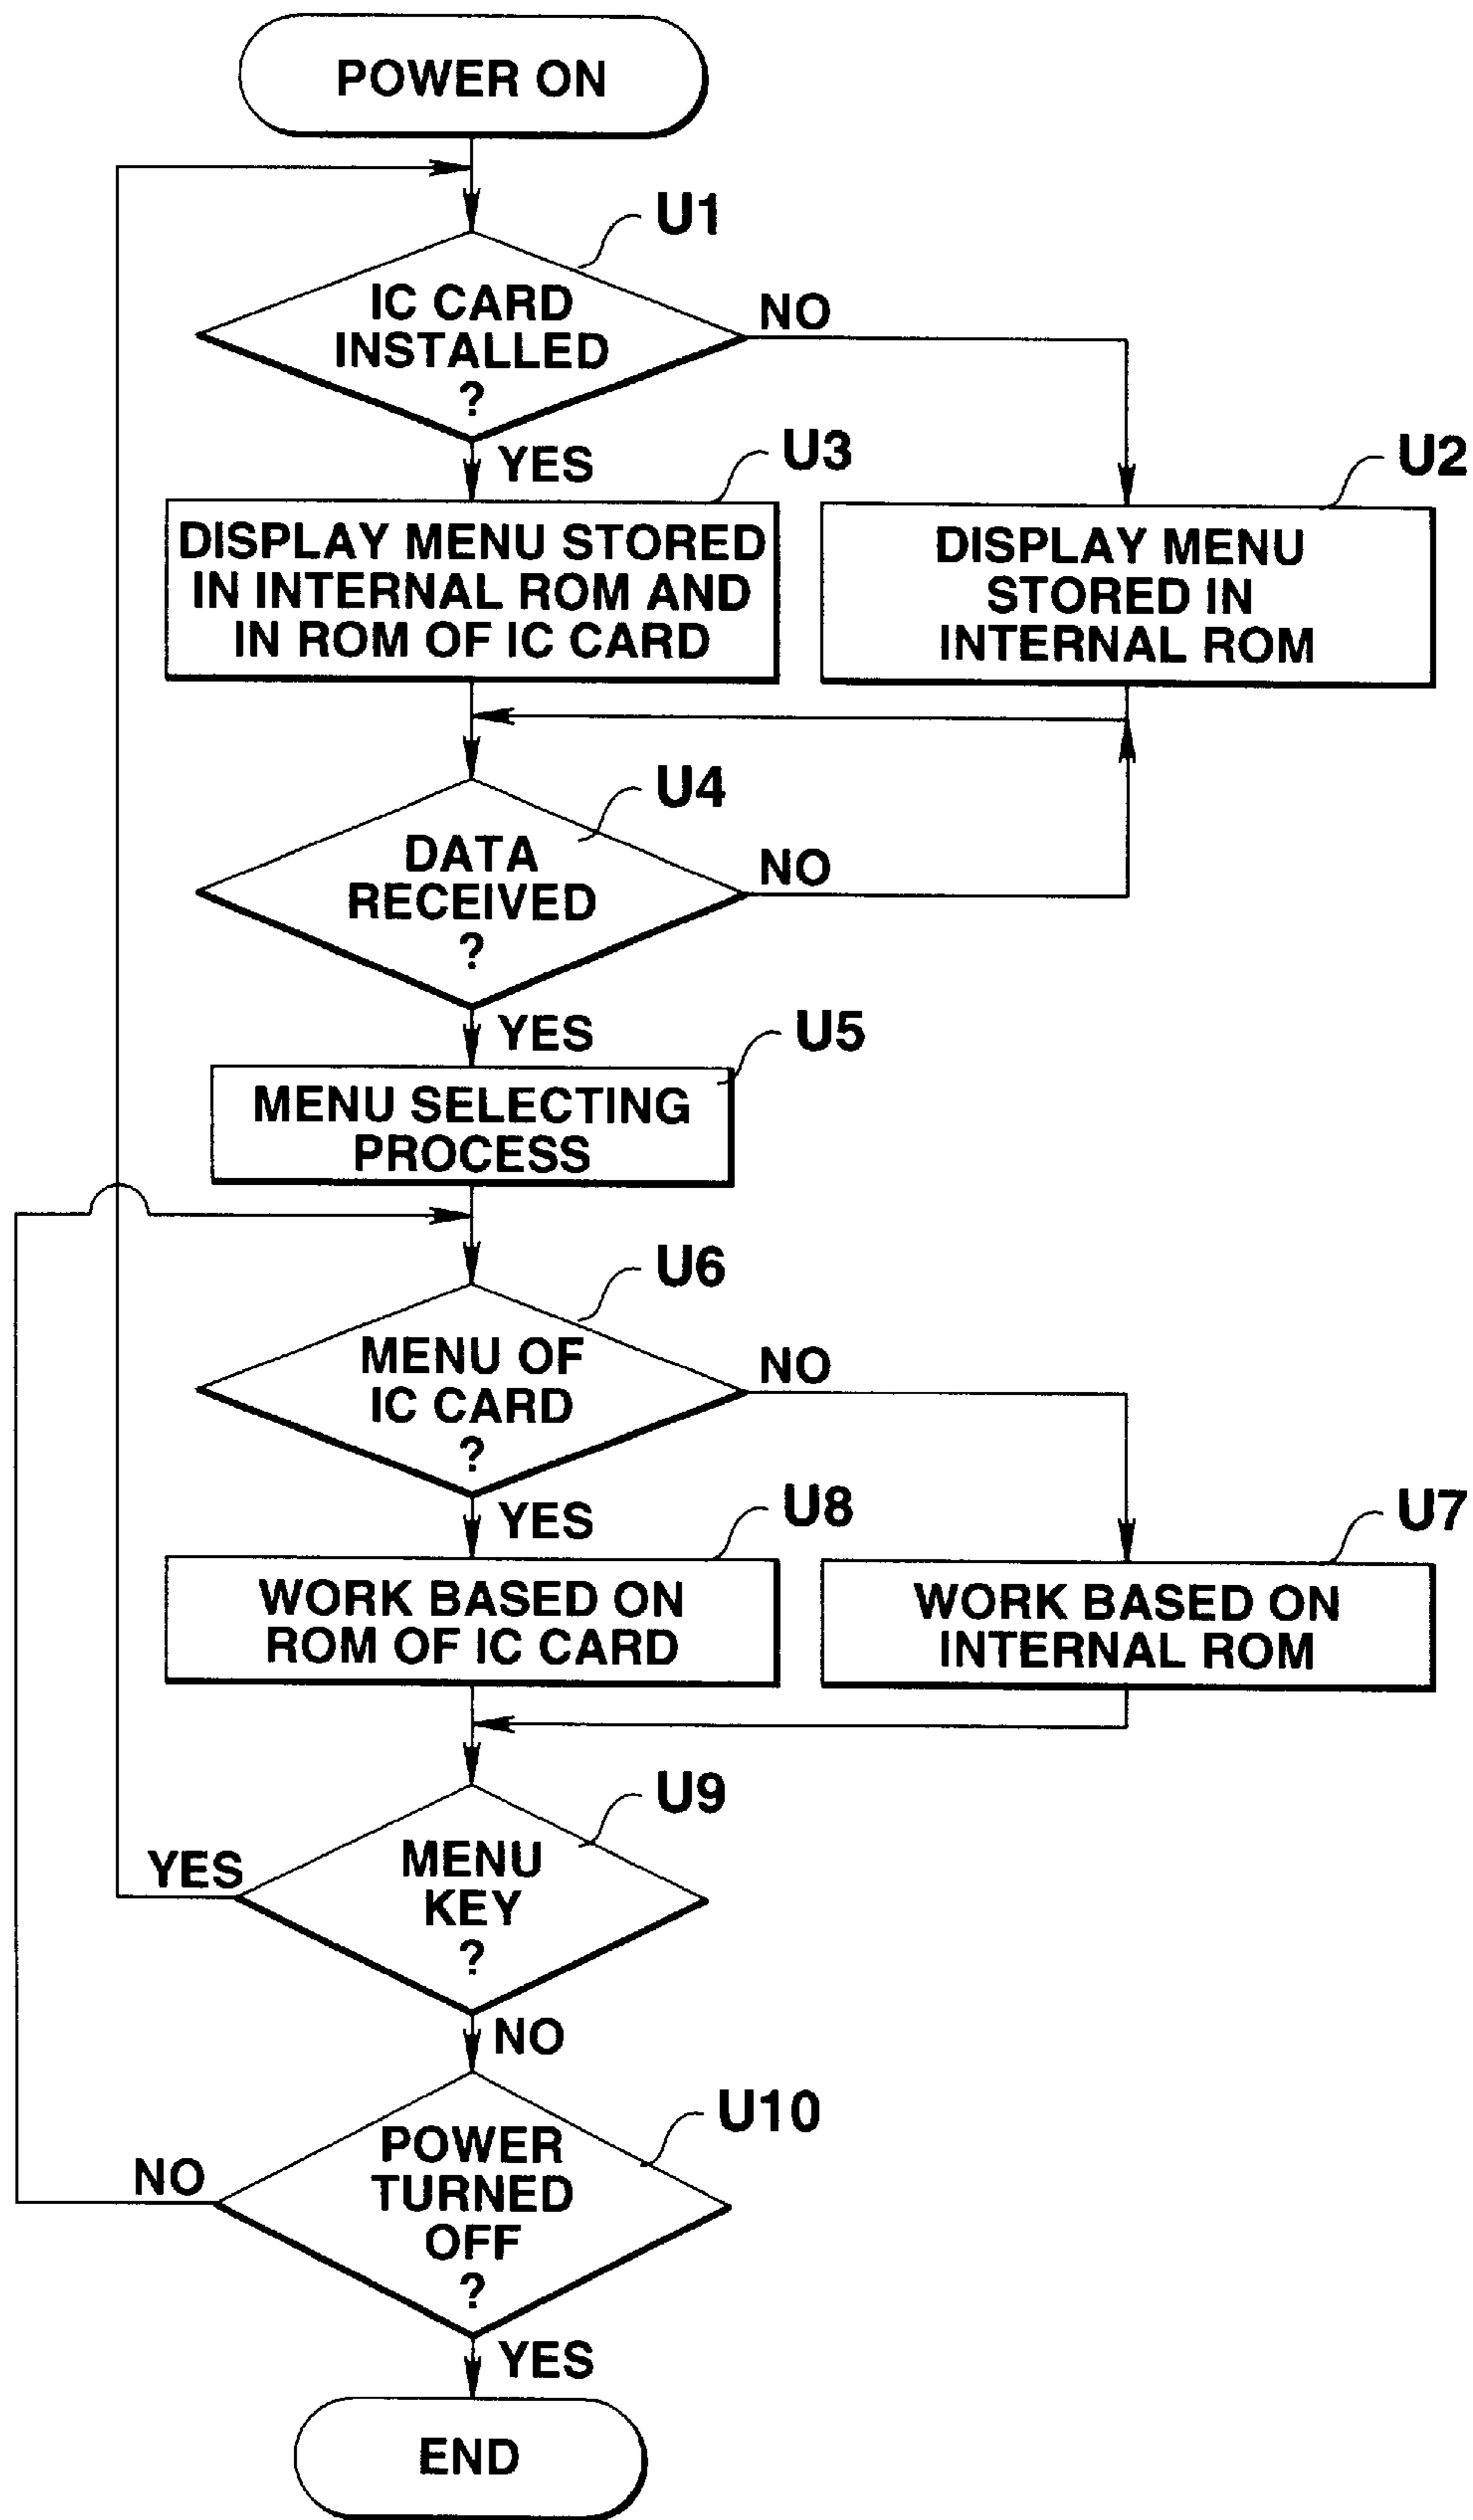 POWER ON
U1
IC CARD
INSTALLED
?
NO
YES
U3
U2
DISPLAY MENU STORED
IN INTERNAL ROM AND
IN ROM OF IC CARD
DISPLAY MENU
STORED IN
INTERNAL ROM
U4
DATA
RECEIVED
?
NO
YES
U5
MENU SELECTING
PROCESS
U6
MENU OF
IC CARD
?
NO
YES
U8
U7
WORK BASED ON
ROM OF IC CARD
WORK BASED ON
INTERNAL ROM
U9
MENU
KEY
?
YES
NO
U10
POWER
TURNED
OFF
?
NO
YES
END